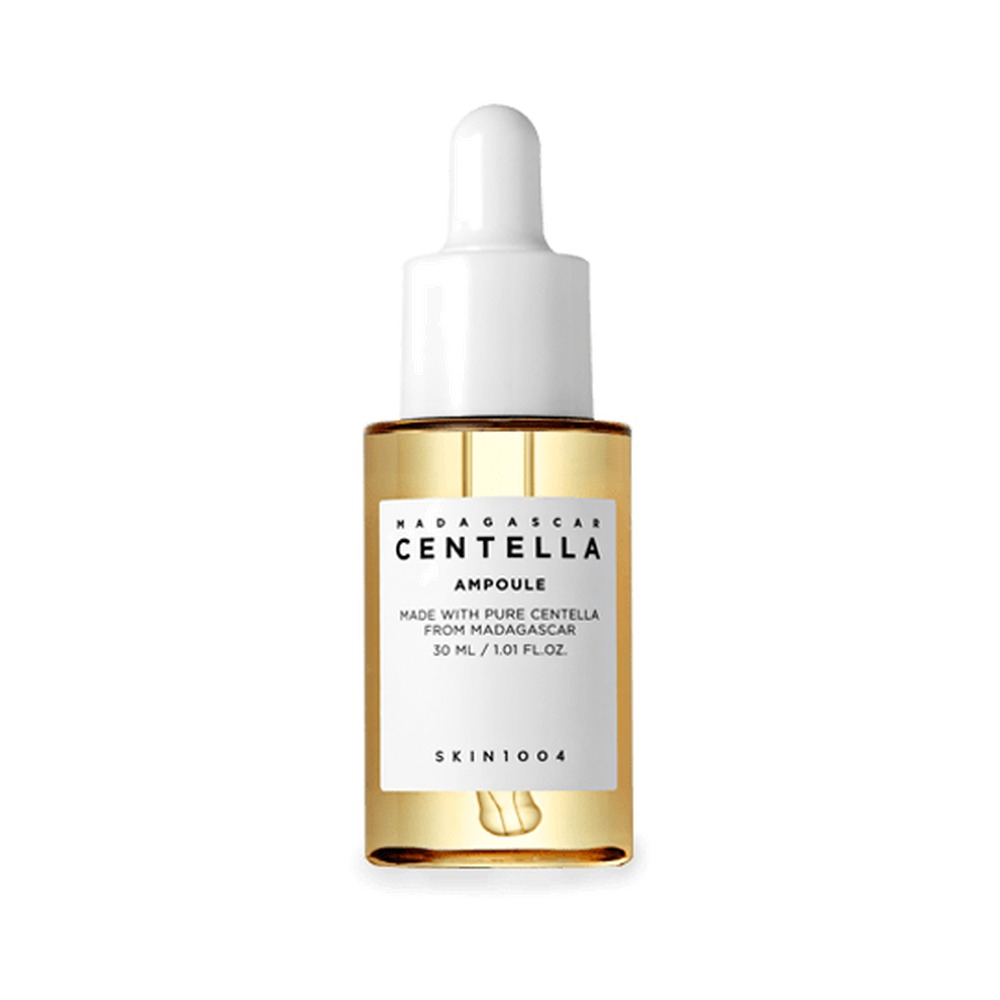 MADAGASCAR
CENTELLA
AMPOULE
MADE WITH PURE CENTELLA
FROM MADAGASCAR
30 ML / 1.01 FL.OZ.
SKIN1004